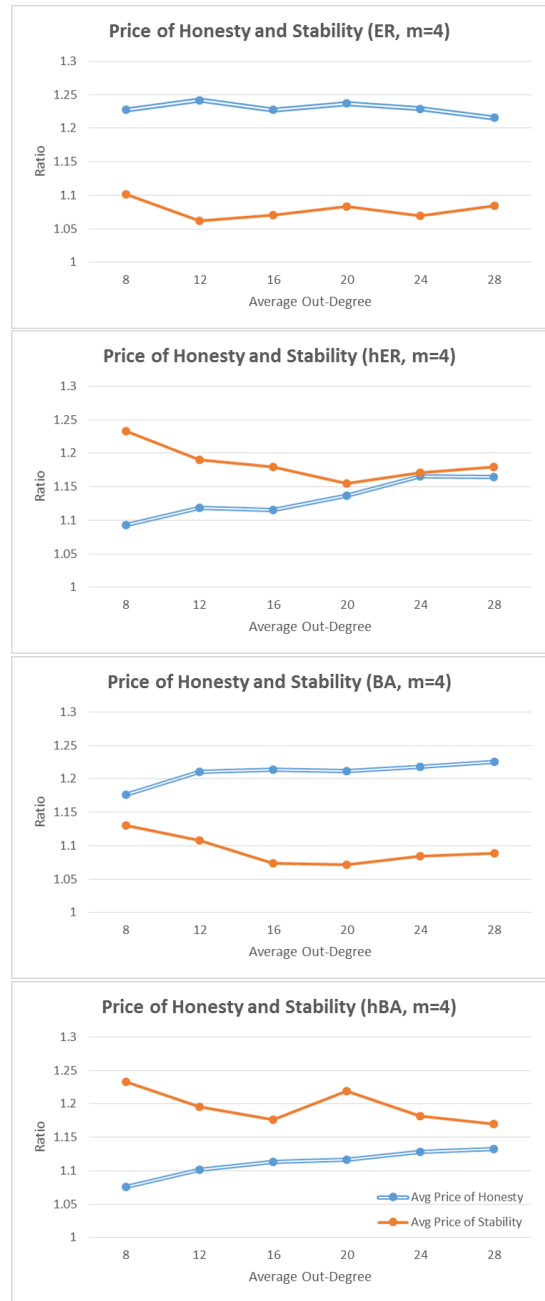 Price of Honesty and Stability (ER, m=4)
1.3
1.25
1.2
1.15
1.1
1.05
1
Ratio
8 12 16 20 24 28
Average Out-Degree
Price of Honesty and Stability (hER, m=4)
1.3
1.25
1.2
1.15
1.1
1.05
1
Ratio
8 12 16 20 24 28
Average Out-Degree
Price of Honesty and Stability (BA, m=4)
1.3
1.25
1.2
1.15
1.1
1.05
1
Ratio
8 12 16 20 24 28
Average Out-Degree
Price of Honesty and Stability (hBA, m=4)
1.3
1.25
1.2
1.15
1.1
1.05
1
Ratio
Avg Price of Honesty
Avg Price of Stability
8 12 16 20 24 28
Average Out-Degree